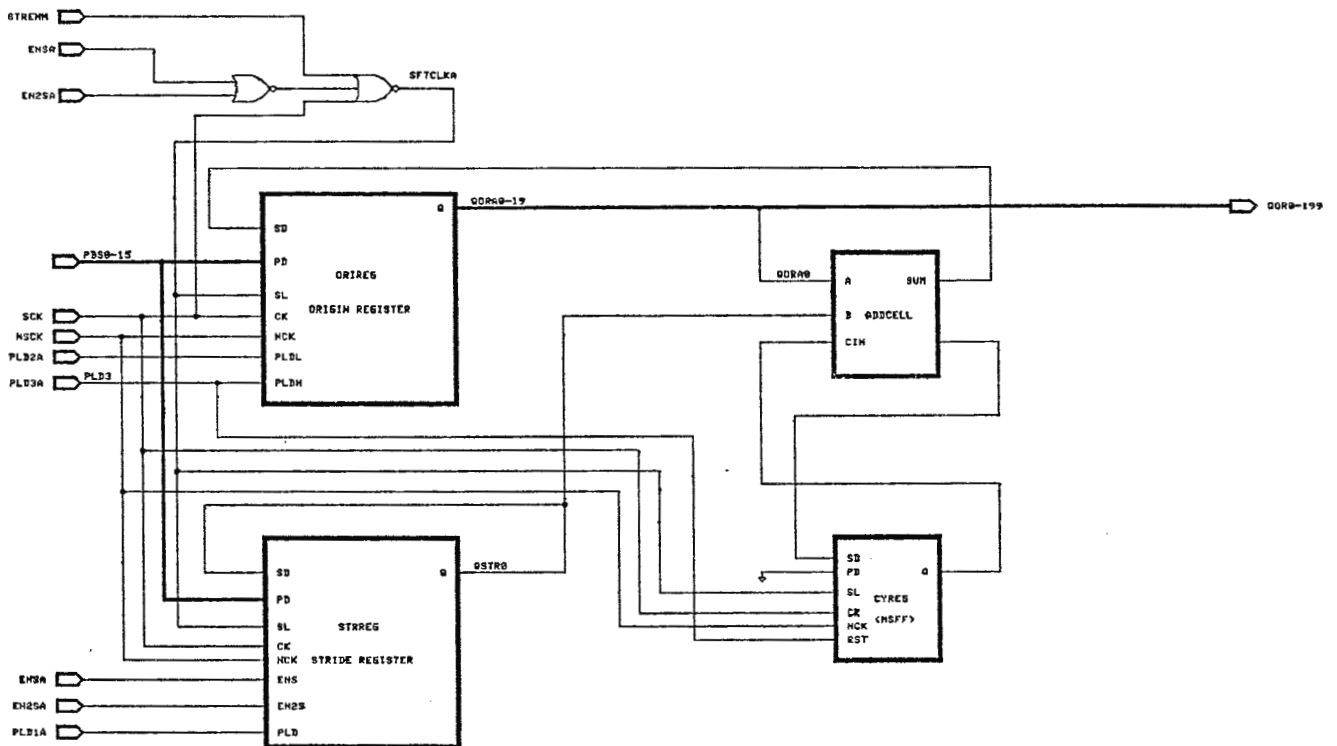 STREMM
ENSA
EN2SA
SFTCLKA
Q
QORA0-19
QOR0-199
SD
PBS0-15
PD
ORIREG
QORA0
A
SUM
SL
ORIGIN REGISTER
SCK
CK
B
ADDCELL
NSCK
NCK
CIN
PLD2A
PLDL
PLD3A
PLD3
PLDH
SD
SD
Q
QSTR0
PD
Q
PD
SL
CYREG
SL
STRREG
CK
(MSFF)
NCK
CK
RST
NCK
STRIDE REGISTER
ENSA
ENS
EN2SA
EN2S
PLD1A
PLD